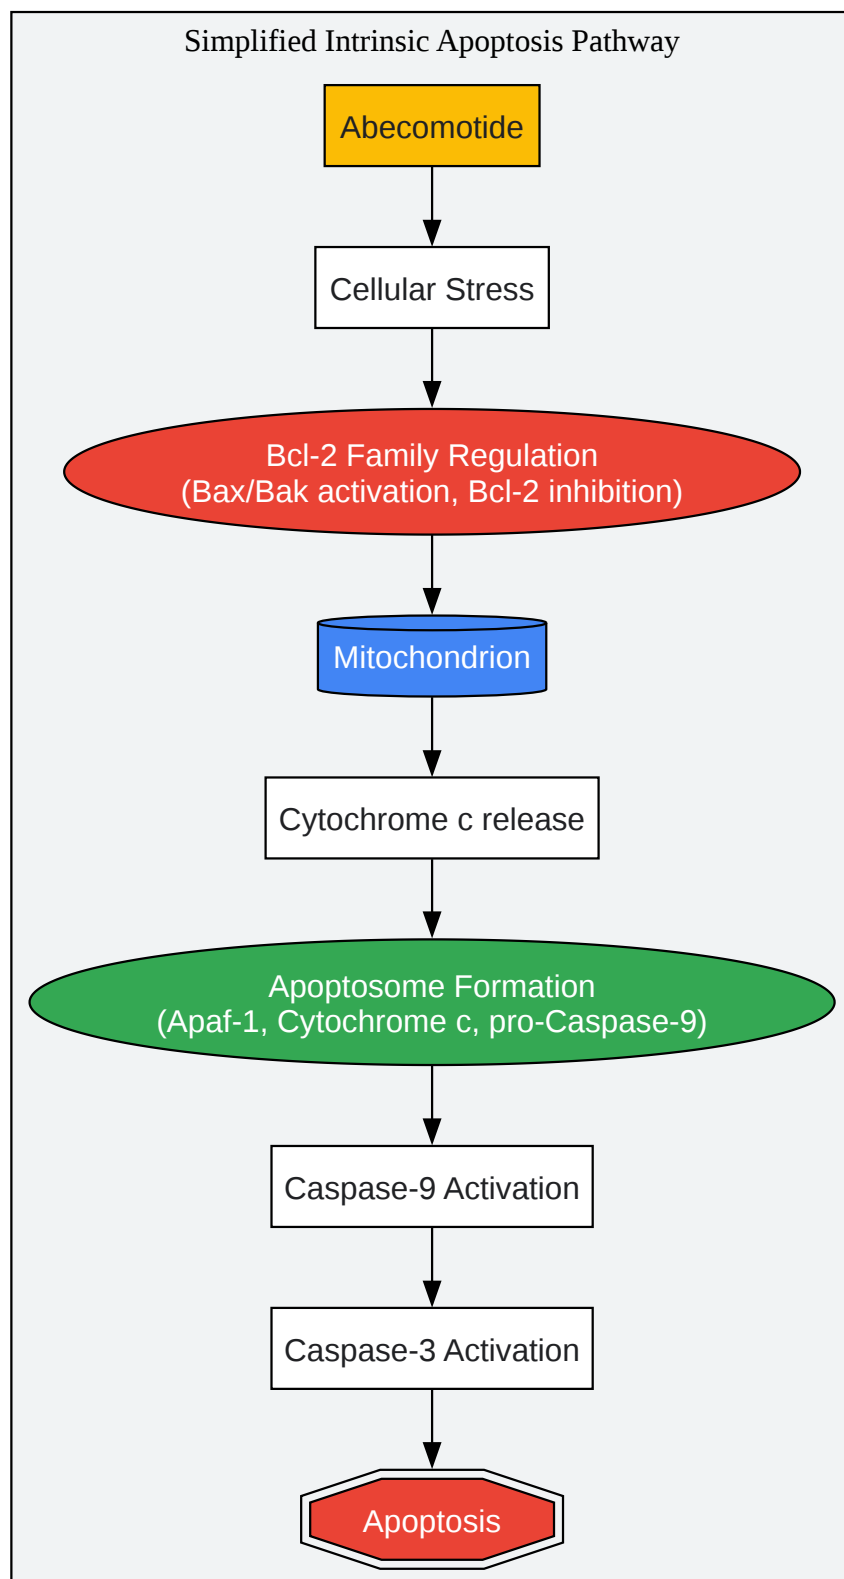 Simplified Intrinsic Apoptosis Pathway
Abecomotide
Cellular Stress
Bcl-2 Family Regulation
(Bax/Bak activation, Bcl-2 inhibition)
Mitochondrion
Cytochrome c release
Apoptosome Formation
(Apaf-1, Cytochrome c, pro-Caspase-9)
Caspase-9 Activation
Caspase-3 Activation
Apoptosis